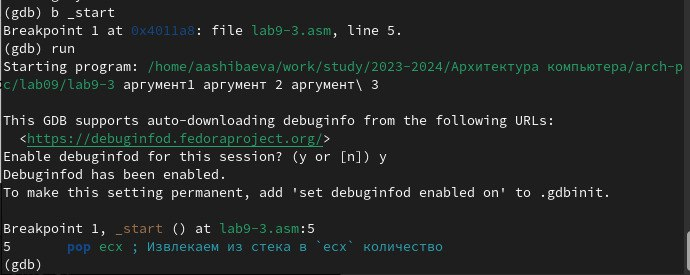 (gdb) b _start
Breakpoint 1 at 0x4011a8: file lab9-3.asm, line 5.
(gdb) run
Starting program: /home/aashibaeva/work/study/2023-2024/Архитектура компьютера/arch-p
c/lab09/lab9-3 аргумент1 аргумент 2 аргумент\ 3
This GDB supports auto-downloading debuginfo from the following URLs:
<https://debuginfod.fedoraproject.org/>
Enable debuginfod for this session? (y or [n]) y
Debuginfod has been enabled.
To make this setting permanent, add 'set debuginfod enabled on' to .gdbinit.
Breakpoint 1, _start () at lab9-3.asm:5
5 pop ecx ; Извлекаем из стека в `ecx` количество
(gdb)